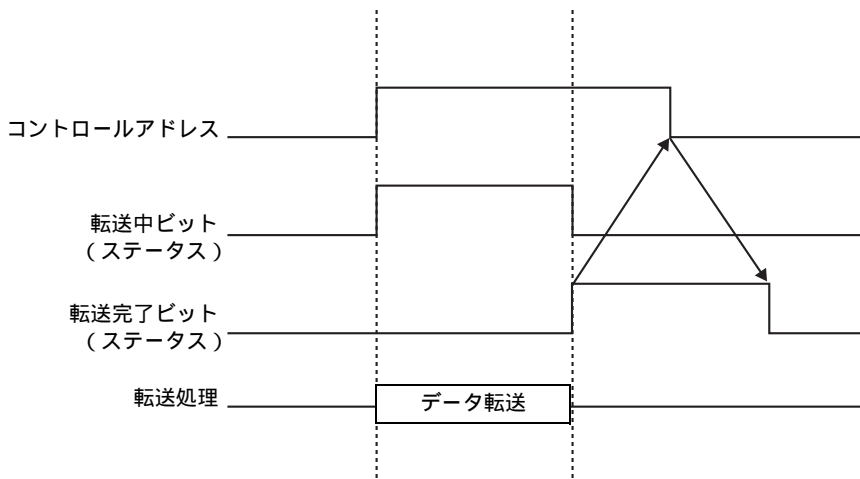 コントロールアドレス
転送中ビット
(ステータス)
転送完了ビット
(ステータス)
転送処理
データ転送